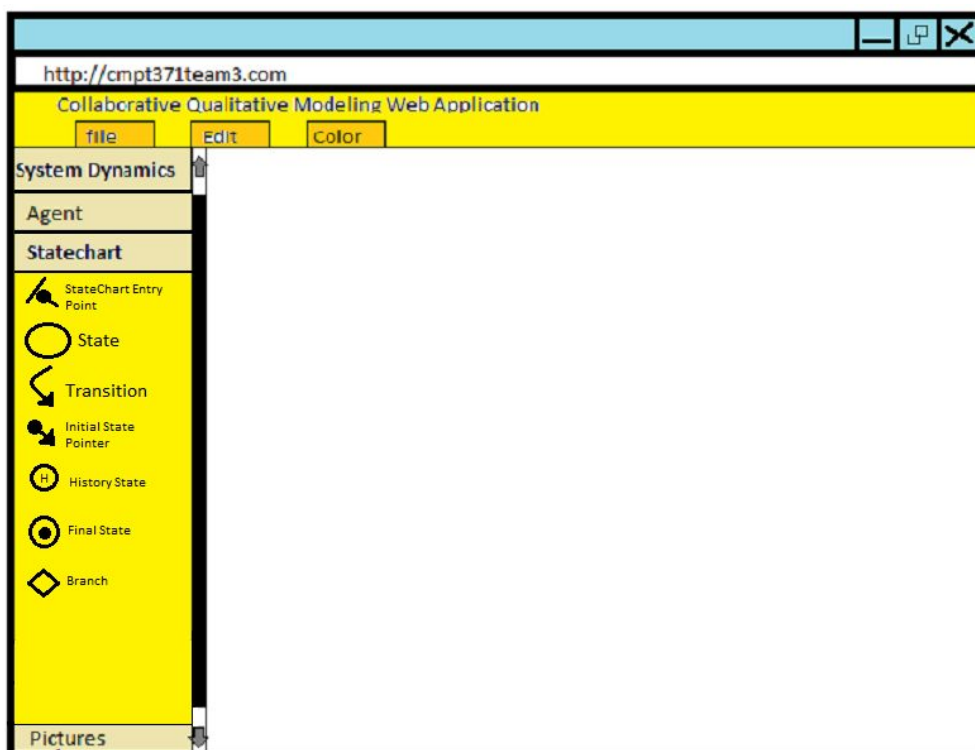 http://cmpt371team3.com
Collaborative Qualitative Modeling Web Application
file Edit Color
System Dynamics
Agent
Statechart
StateChart Entry
Point
State
Transition
Initial State
Pointer
H
History State
Final State
Branch
Pictures